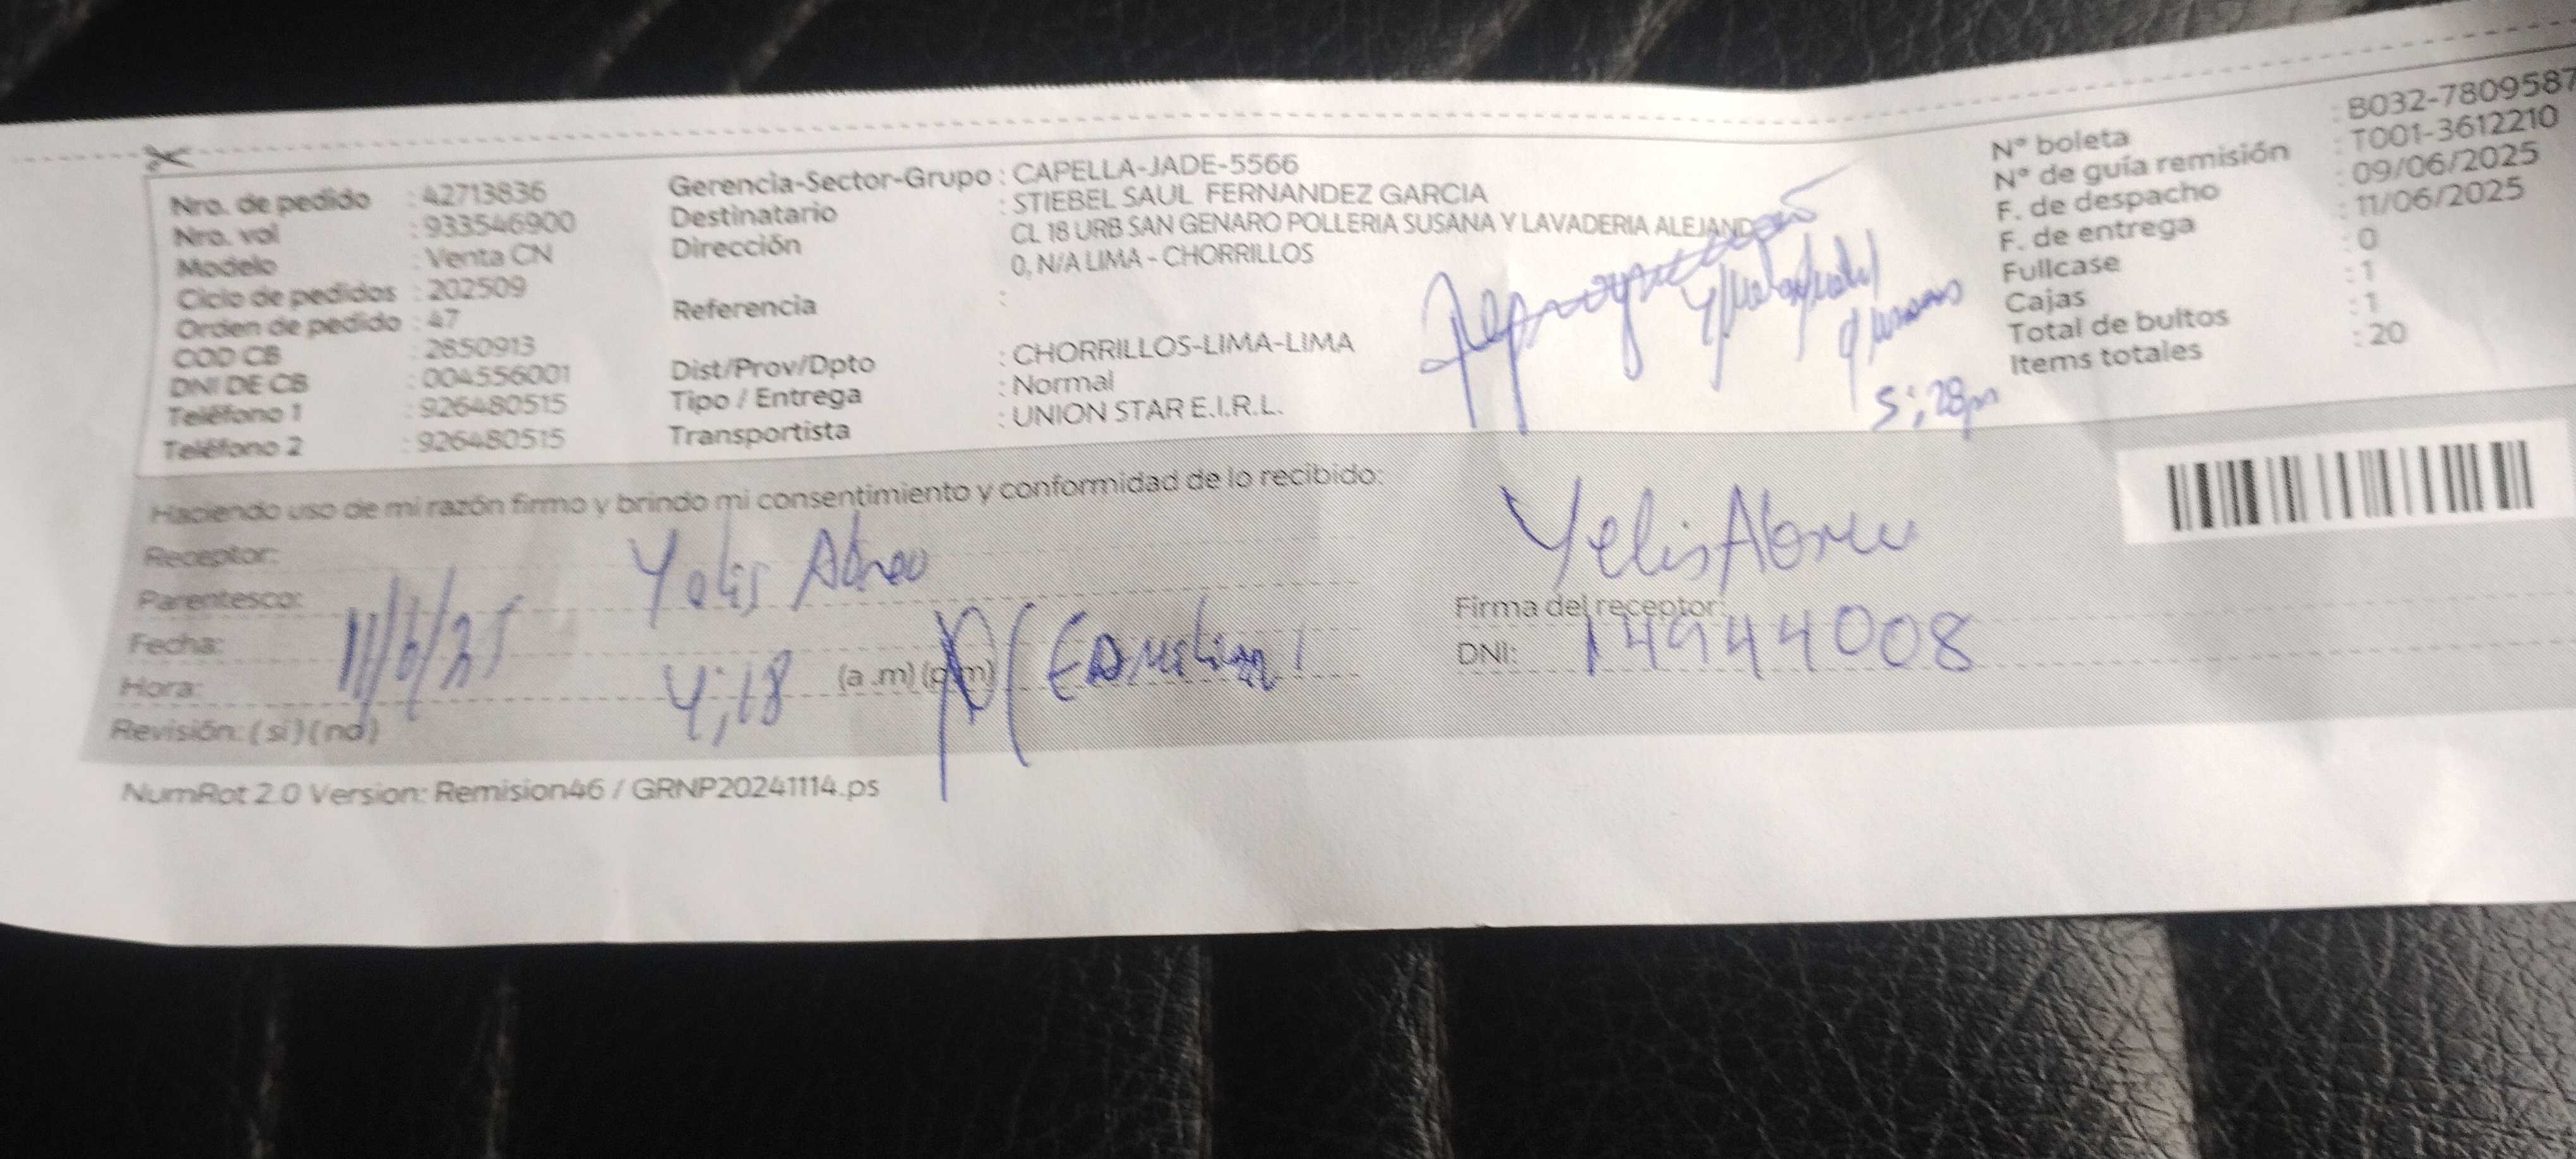 Nro. de pedido : 42713836
Nro. vol : 933546900
Modelo : Venta CN
Ciclo de pedidos : 202509
Orden de pedido : 47
COD CB : 2850913
DNI DE CB : 004556001
Teléfono 1 : 926480515
Teléfono 2 : 926480515
Gerencia-Sector-Grupo : CAPELLA-JADE-5566
Destinatario : STIEBEL SAUL FERNANDEZ GARCIA
Dirección CL 18 URB SAN GENARO POLLERIA SUSANA Y LAVADERIA ALEJAND
0, N/A LIMA - CHORRILLOS
Referencia :
Dist/Prov/Dpto : CHORRILLOS-LIMA-LIMA
Tipo / Entrega : Normal
Transportista : UNION STAR E.I.R.L.
5:28pm
N° boleta : B032-7809587
N° de guía remisión : T001-3612210
F. de despacho : 09/06/2025
F. de entrega : 11/06/2025
Fullcase : 0
Cajas : 1
Total de bultos : 1
Items totales : 20
Haciendo uso de mi razón firmo y brindo mi consentimiento y conformidad de lo recibido:
Receptor: Yelis Abreu
Parentesco:
Fecha: 11/6/25
Hora: 4:18 (a.m) (p.m)
Revisión: (si) (no)
Yelis Abreu
Firma del receptor:
DNI: 14944008
NumRot 2.0 Version: Remision46 / GRNP20241114.ps